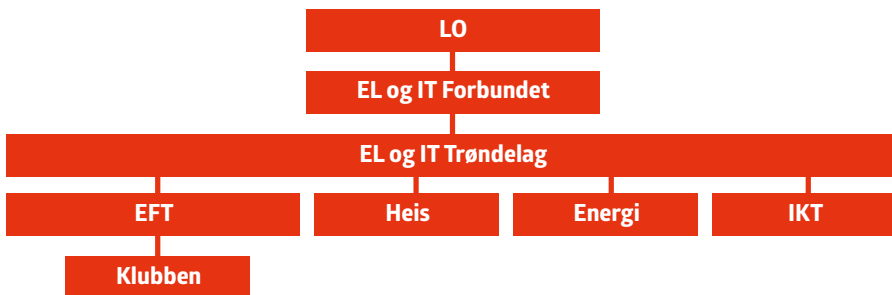 LO
EL og IT Forbundet
EL og IT Trøndelag
EFT
Heis
Energi
IKT
Klubben